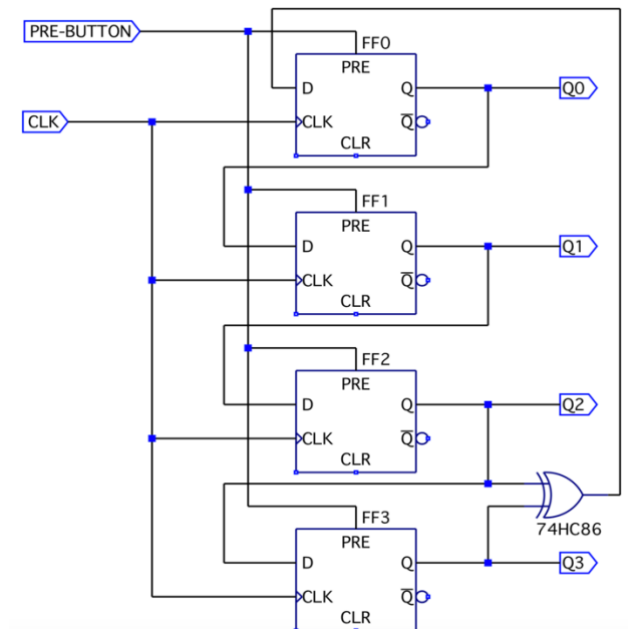 PRE-BUTTON
FF0
PRE
D Q Q0
CLK
CLK Q̅
CLR
FF1
PRE
D Q Q1
CLK Q̅
CLR
FF2
PRE
D Q Q2
CLK Q̅
CLR
FF3
74HC86
PRE
D Q Q3
CLK Q̅
CLR